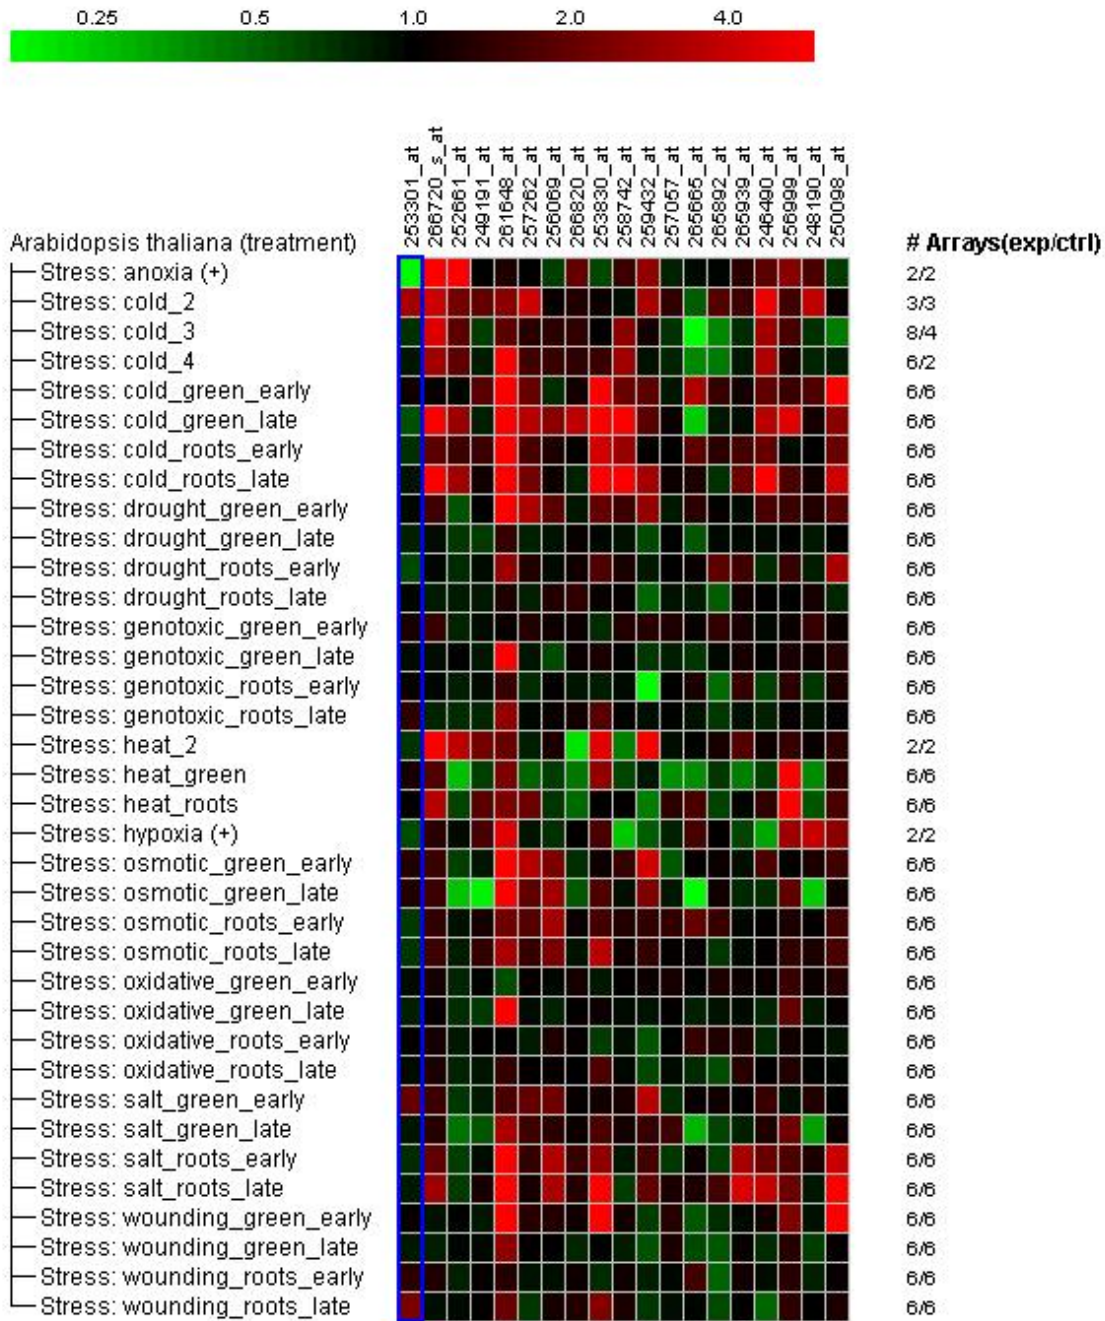 0.25 0.5 1.0 2.0 4.0
253301_at
266720_s_at
252661_at
249191_at
261648_at
257262_at
256069_at
266820_at
253830_at
258742_at
259432_at
257057_at
265665_at
265892_at
265939_at
246490_at
256999_at
248190_at
250098_at
Arabidopsis thaliana (treatment) # Arrays(exp/ctrl)
Stress: anoxia (+) 2/2
Stress: cold_2 3/3
Stress: cold_3 8/4
Stress: cold_4 6/2
Stress: cold_green_early 6/6
Stress: cold_green_late 6/6
Stress: cold_roots_early 6/6
Stress: cold_roots_late 6/6
Stress: drought_green_early 6/6
Stress: drought_green_late 6/6
Stress: drought_roots_early 6/6
Stress: drought_roots_late 6/6
Stress: genotoxic_green_early 6/6
Stress: genotoxic_green_late 6/6
Stress: genotoxic_roots_early 6/6
Stress: genotoxic_roots_late 6/6
Stress: heat_2 2/2
Stress: heat_green 6/6
Stress: heat_roots 6/6
Stress: hypoxia (+) 2/2
Stress: osmotic_green_early 6/6
Stress: osmotic_green_late 6/6
Stress: osmotic_roots_early 6/6
Stress: osmotic_roots_late 6/6
Stress: oxidative_green_early 6/6
Stress: oxidative_green_late 6/6
Stress: oxidative_roots_early 6/6
Stress: oxidative_roots_late 6/6
Stress: salt_green_early 6/6
Stress: salt_green_late 6/6
Stress: salt_roots_early 6/6
Stress: salt_roots_late 6/6
Stress: wounding_green_early 6/6
Stress: wounding_green_late 6/6
Stress: wounding_roots_early 6/6
Stress: wounding_roots_late 6/6